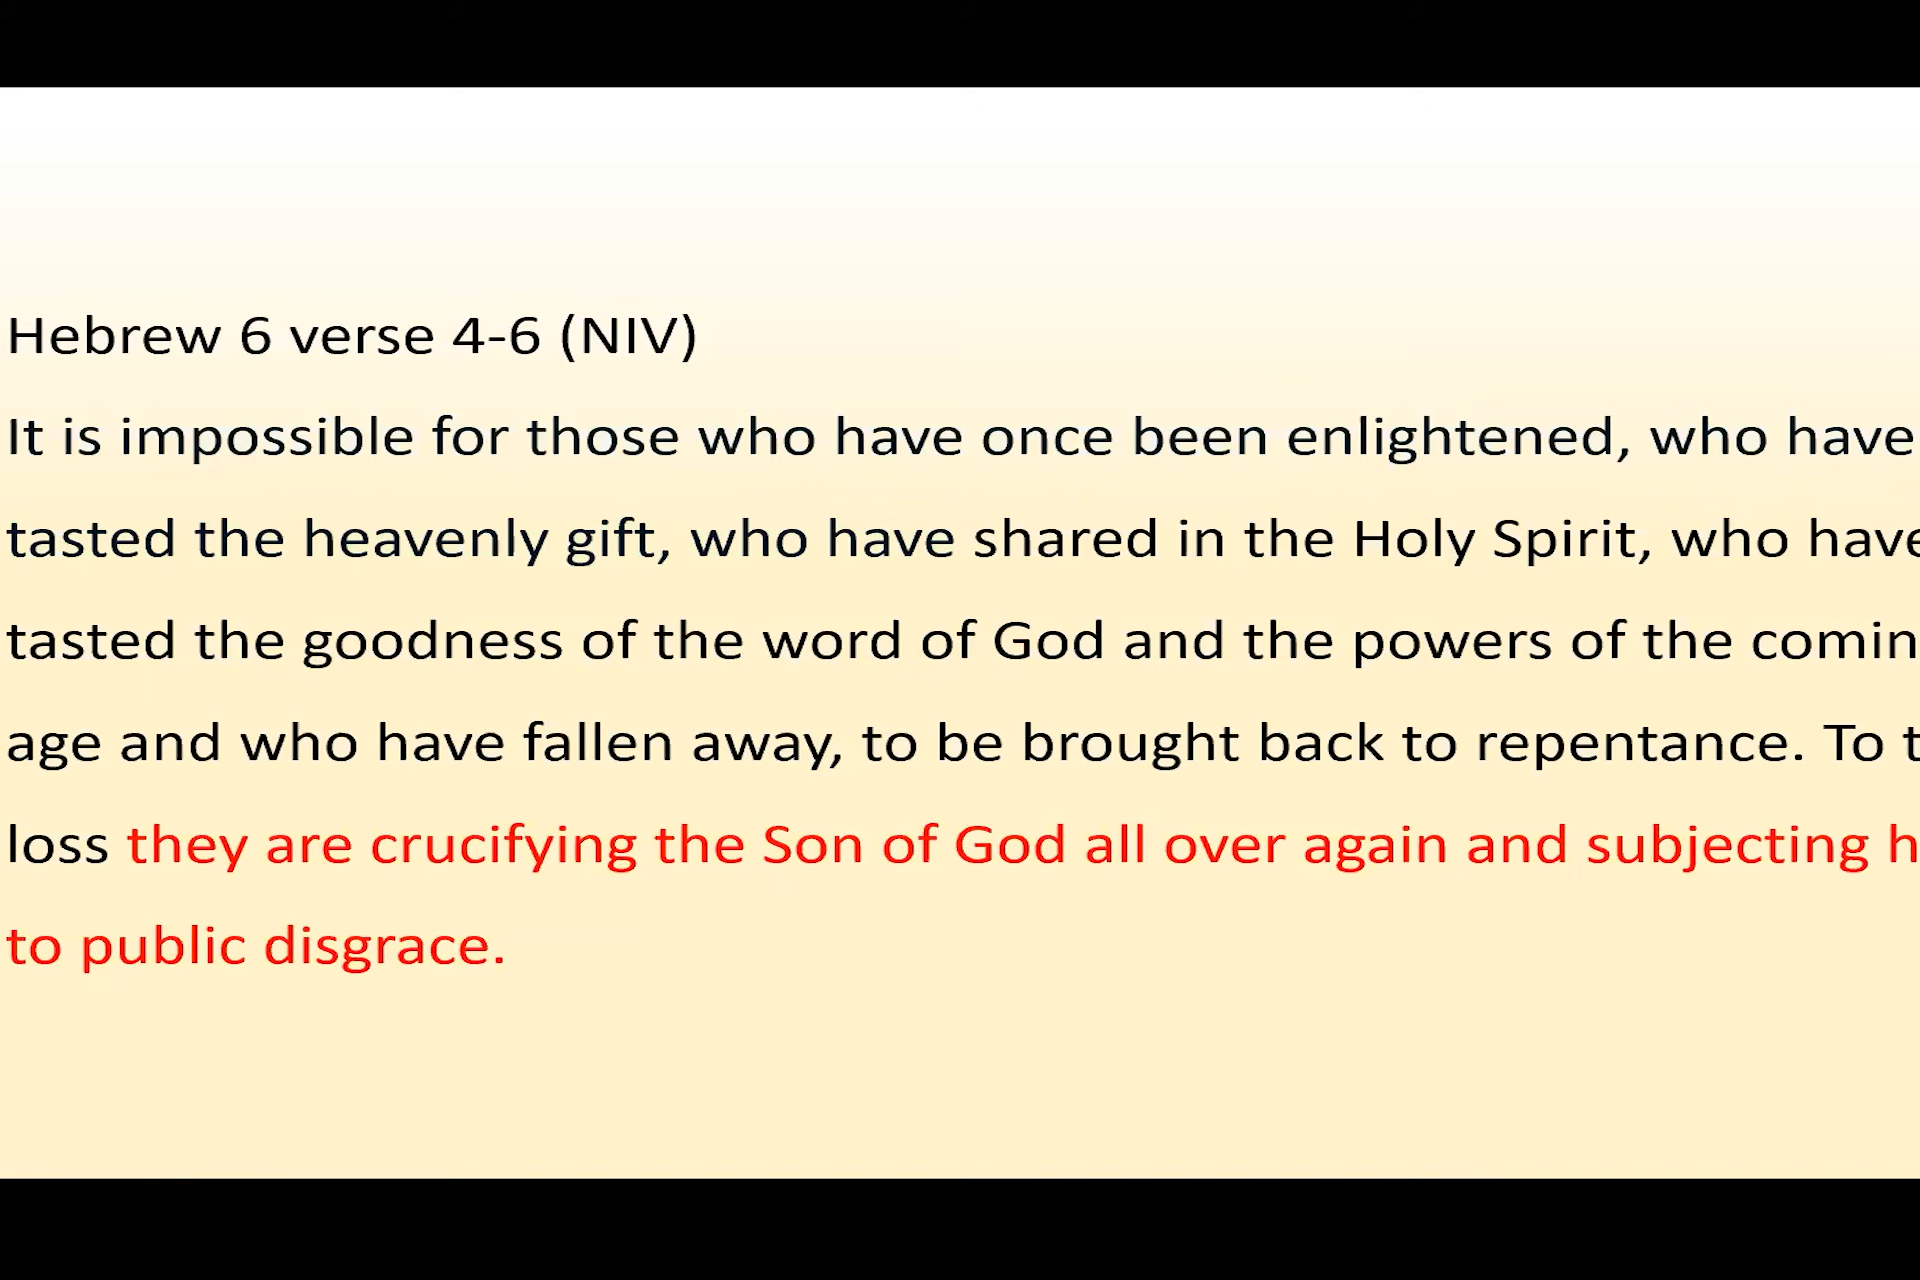 Hebrew 6 verse 4-6 (NIV)
It is impossible for those who have once been enlightened, who have
tasted the heavenly gift, who have shared in the Holy Spirit, who have
tasted the goodness of the word of God and the powers of the comin
age and who have fallen away, to be brought back to repentance. To t
loss they are crucifying the Son of God all over again and subjecting h
to public disgrace.